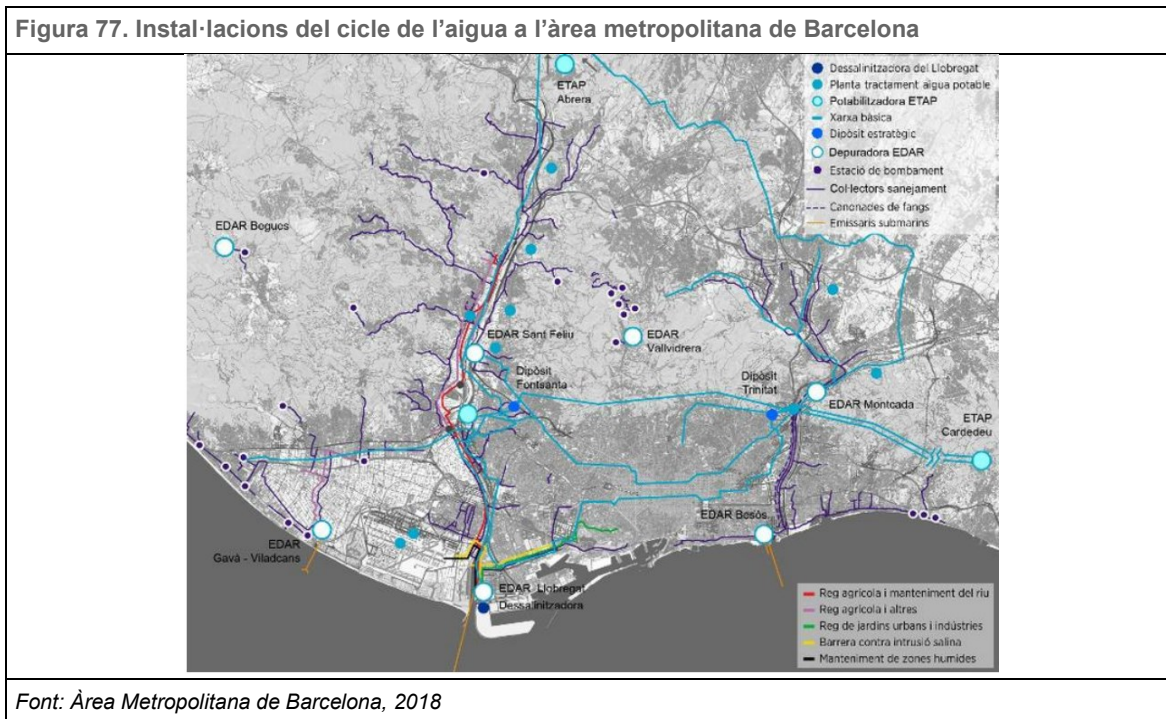 Figura 77. Instal·lacions del cicle de l’aigua a l’àrea metropolitana de Barcelona
ETAP
Abrera
Dessalinitzadora del Llobregat
Planta tractament aigua potable
Potabilitzadora ETAP
Xarxa bàsica
Dipòsit estratègic
Depuradora EDAR
Estació de bombament
Col·lectors sanejament
Canonades de fangs
Emissaris submarins
EDAR Begues
EDAR Sant Feliu
EDAR
Vallvidrera
Dipòsit
Fontsanta
Dipòsit
Trinitat
EDAR Montcada
ETAP
Cardedeu
EDAR Besòs
EDAR
Gavà - Viladcans
EDAR Llobregat
Dessalinitzadora
Reg agrícola i manteniment del riu
Reg agrícola i altres
Reg de jardins urbans i indústries
Barrera contra intrusió salina
Manteniment de zones humides
Font: Àrea Metropolitana de Barcelona, 2018